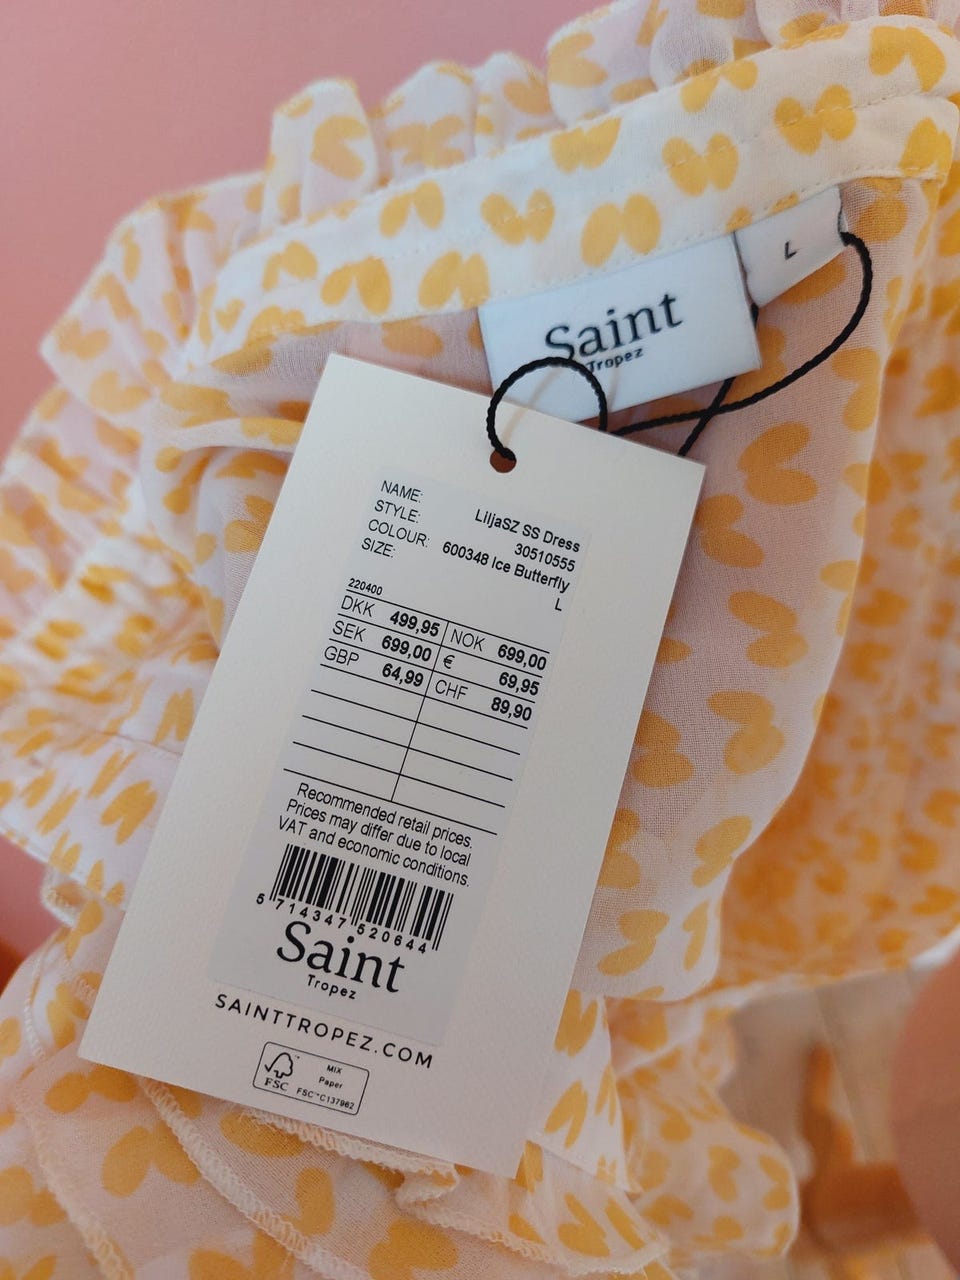 L
Saint
Tropez
NAME: LiljaSZ SS Dress
STYLE: 30510555
COLOUR: 600348 Ice Butterfly
SIZE: L
220400
DKK 499,95 NOK 699,00
SEK 699,00 € 69,95
GBP 64,99 CHF 89,90
Recommended retail prices.
Prices may differ due to local
VAT and economic conditions.
5 714347 520644
Saint
Tropez
SAINTTROPEZ.COM
FSC
MIX
Paper
FSC™ C137962